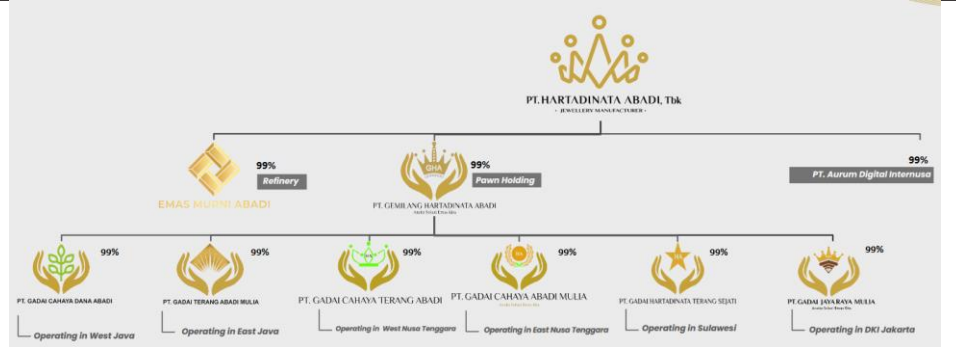 PT.HARTADINATA ABADI, Tbk
- JEWELLERY MANUFACTURER -
99%
Refinery
EMAS MURNI ABADI
GHA
99%
Pawn Holding
PT. GEMILANG HARTADINATA ABADI
99%
PT. Aurum Digital Internusa
99%
PT. GADAI CAHAYA DANA ABADI
Operating in West Java
99%
PT. GADAI TERANG ABADI MULIA
Operating in East Java
99%
PT. GADAI CAHAYA TERANG ABADI
Operating in West Nusa Tenggara
99%
PT. GADAI CAHAYA ABADI MULIA
Operating in East Nusa Tenggara
99%
PT. GADAI HARTADINATA TERANG SEJATI
Operating in Sulawesi
99%
PT. GADAI JAYA RAYA MULIA
Operating in DKI Jakarta